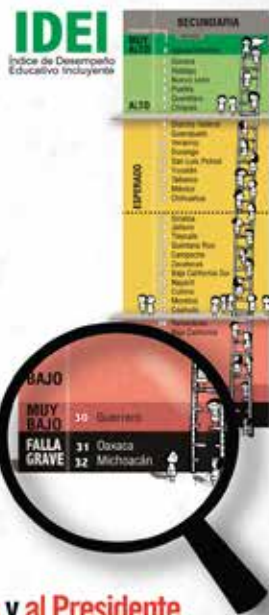 IDEI
Índice de Desempeño
Educativo Incluyente
SECUNDARIA
MUY
ALTO
Sonora
Hidalgo
Nuevo León
Puebla
Querétaro
Chiapas
ALTO
ESPERADO
Distrito Federal
Guanajuato
Veracruz
Durango
San Luis Potosí
Yucatán
Tabasco
México
Chihuahua
Sinaloa
Jalisco
Tlaxcala
Quintana Roo
Campeche
Zacatecas
Baja California Sur
Nayarit
Colima
Morelos
Coahuila
Tamaulipas
Baja California
BAJO
MUY
BAJO
30 Guerrero
FALLA
GRAVE
31 Oaxaca
32 Michoacán
y al Presidente